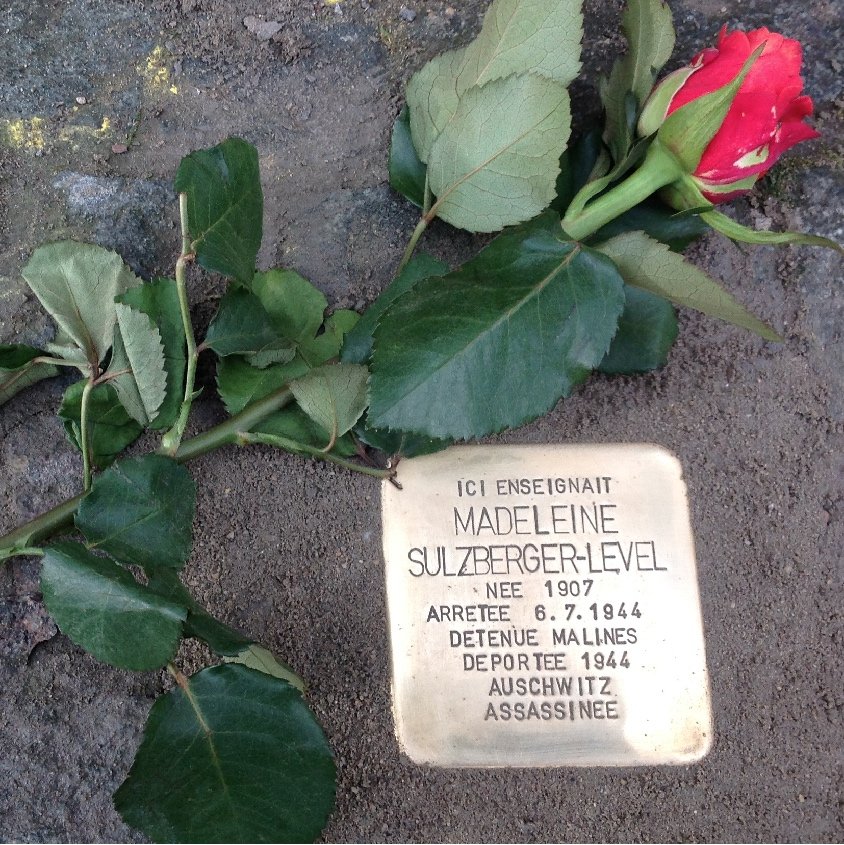 ICI ENSEIGNAIT
MADELEINE
SULZBERGER-LEVEL
NEE 1907
ARRETEE 6.7.1944
DETENUE MALINES
DEPORTEE 1944
AUSCHWITZ
ASSASSINEE